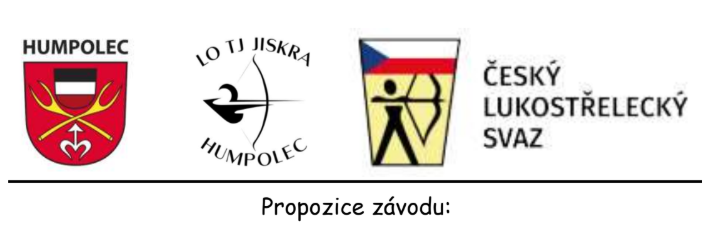 HUMPOLEC
LO TJ JISKRA
HUMPOLEC
ČESKÝ
LUKOSTŘELECKÝ
SVAZ
Propozice závodu: